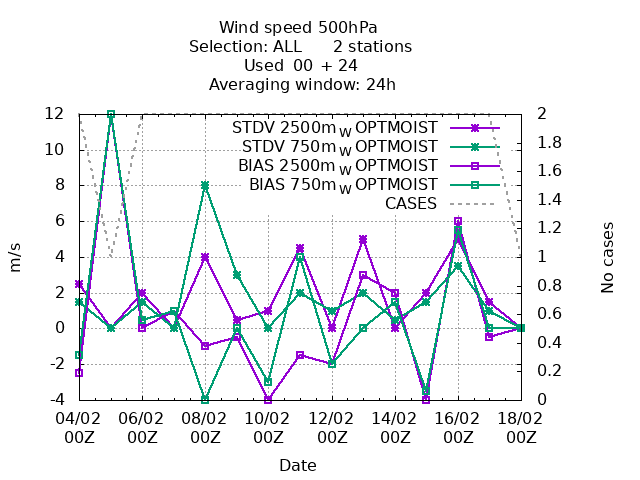 Wind speed 500hPa
Selection: ALL 2 stations
Used 00 + 24
Averaging window: 24h
12
10
8
6
4
2
0
-2
-4
m/s
2
1.8
1.6
1.4
1.2
1
0.8
0.6
0.4
0.2
0
No cases
STDV 2500m W OPTMOIST
STDV 750m W OPTMOIST
BIAS 2500m W OPTMOIST
BIAS 750m W OPTMOIST
CASES
04/02 06/02 08/02 10/02 12/02 14/02 16/02 18/02
00Z 00Z 00Z 00Z 00Z 00Z 00Z 00Z
Date